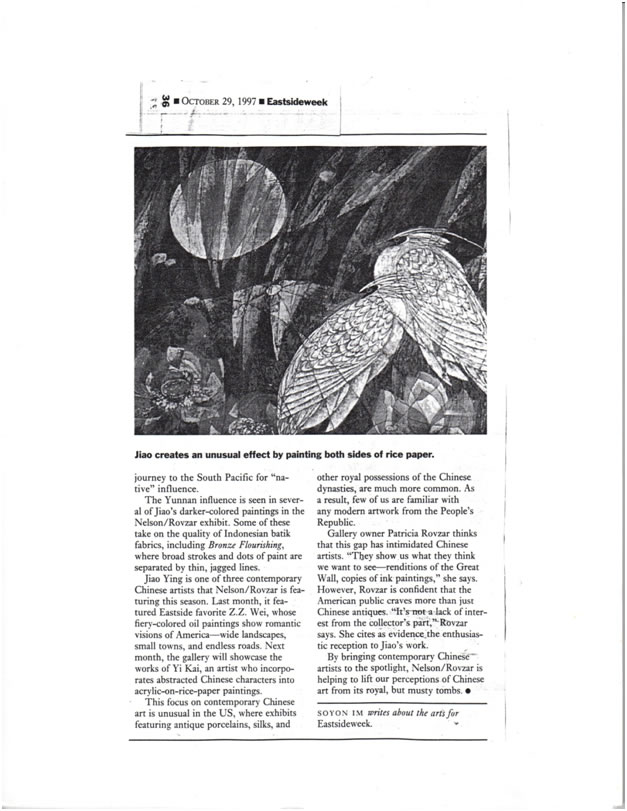 36 ■ OCTOBER 29, 1997 ■ Eastsideweek
Jiao creates an unusual effect by painting both sides of rice paper.
journey to the South Pacific for “na-
tive” influence.
The Yunnan influence is seen in sever-
al of Jiao’s darker-colored paintings in the
Nelson/Rovzar exhibit. Some of these
take on the quality of Indonesian batik
fabrics, including Bronze Flourishing,
where broad strokes and dots of paint are
separated by thin, jagged lines.
Jiao Ying is one of three contemporary
Chinese artists that Nelson/Rovzar is fea-
turing this season. Last month, it fea-
tured Eastside favorite Z.Z. Wei, whose
fiery-colored oil paintings show romantic
visions of America—wide landscapes,
small towns, and endless roads. Next
month, the gallery will showcase the
works of Yi Kai, an artist who incorpo-
rates abstracted Chinese characters into
acrylic-on-rice-paper paintings.
This focus on contemporary Chinese
art is unusual in the US, where exhibits
featuring antique porcelains, silks, and
other royal possessions of the Chinese
dynasties, are much more common. As
a result, few of us are familiar with
any modern artwork from the People’s
Republic.
Gallery owner Patricia Rovzar thinks
that this gap has intimidated Chinese
artists. “They show us what they think
we want to see—renditions of the Great
Wall, copies of ink paintings,” she says.
However, Rovzar is confident that the
American public craves more than just
Chinese antiques. “It’s not a lack of inter-
est from the collector’s part,” Rovzar
says. She cites as evidence the enthusias-
tic reception to Jiao’s work.
By bringing contemporary Chinese
artists to the spotlight, Nelson/Rovzar is
helping to lift our perceptions of Chinese
art from its royal, but musty tombs. ●
SOYON IM writes about the arts for
Eastsideweek.